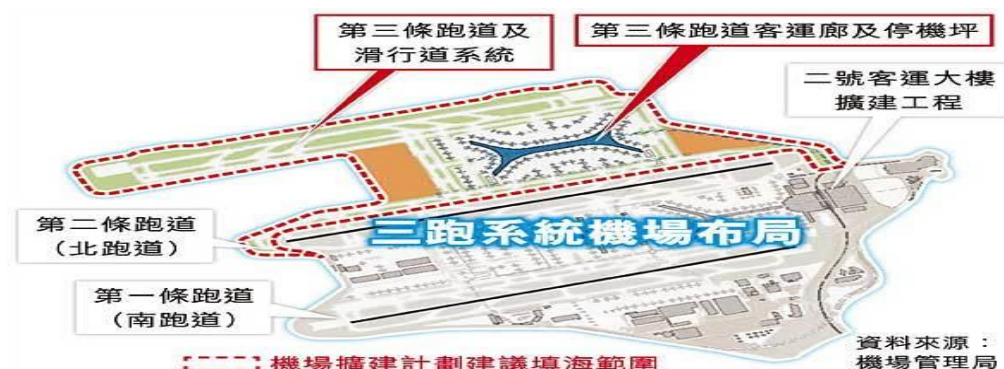 第三條跑道及
滑行道系統
第三條跑道客運廊及停機坪
二號客運大樓
擴建工程
第二條跑道
(北跑道)
三跑系統機場布局
第一條跑道
(南跑道)
機場擴建計劃建議填海範圍
資料來源：
機場管理局